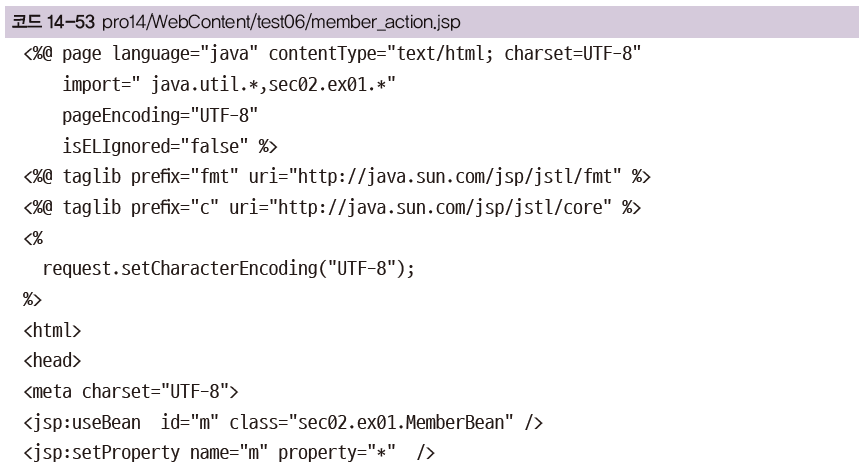 코드 14-53 pro14/WebContent/test06/member_action.jsp
<%@ page language="java" contentType="text/html; charset=UTF-8"
import=" java.util.*,sec02.ex01.*"
pageEncoding="UTF-8"
isELIgnored="false" %>
<%@ taglib prefix="fmt" uri="http://java.sun.com/jsp/jstl/fmt" %>
<%@ taglib prefix="c" uri="http://java.sun.com/jsp/jstl/core" %>
<%
request.setCharacterEncoding("UTF-8");
%>
<html>
<head>
<meta charset="UTF-8">
<jsp:useBean  id="m" class="sec02.ex01.MemberBean" />
<jsp:setProperty name="m" property="*"  />